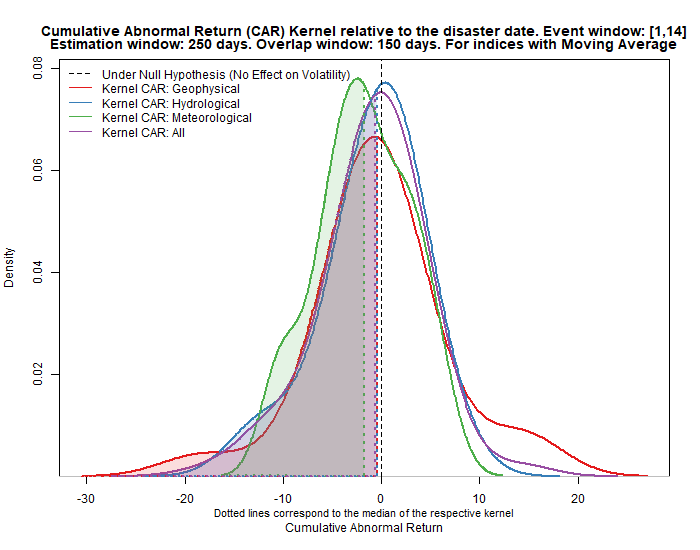 Cumulative Abnormal Return (CAR) Kernel relative to the disaster date. Event window: [1,14]
Estimation window: 250 days. Overlap window: 150 days. For indices with Moving Average
Under Null Hypothesis (No Effect on Volatility)
Kernel CAR: Geophysical
Kernel CAR: Hydrological
Kernel CAR: Meteorological
Kernel CAR: All
0.08
0.06
0.04
0.02
Density
-30 -20 -10 0 10 20
Dotted lines correspond to the median of the respective kernel
Cumulative Abnormal Return